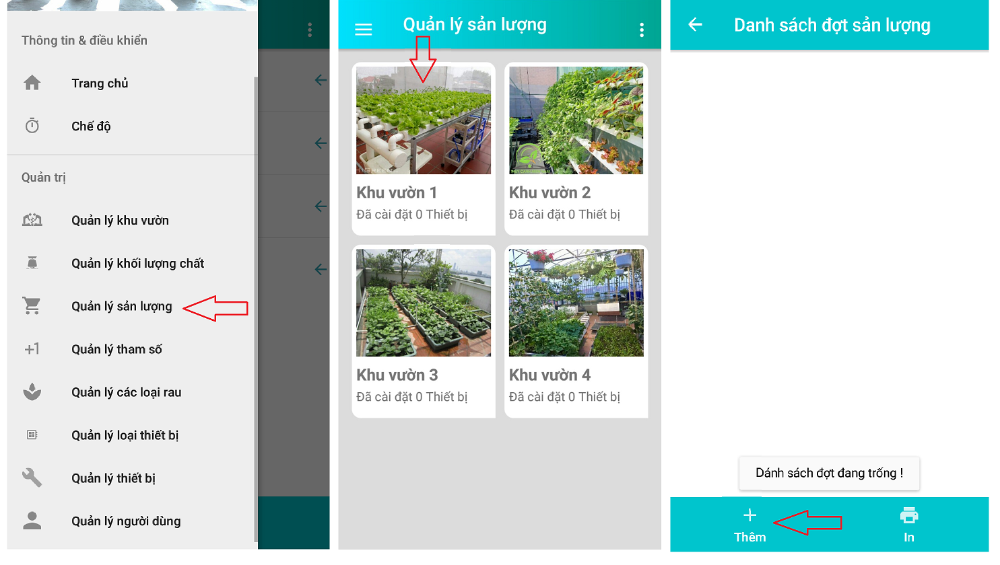 Thông tin & điều khiển
Trang chủ
Chế độ
Quản trị
Quản lý khu vườn
Quản lý khối lượng chất
Quản lý sản lượng
+1
Quản lý tham số
Quản lý các loại rau
Quản lý loại thiết bị
Quản lý thiết bị
Quản lý người dùng
Quản lý sản lượng
Khu vườn 1
Đã cài đặt 0 Thiết bị
Khu vườn 2
Đã cài đặt 0 Thiết bị
Khu vườn 3
Đã cài đặt 0 Thiết bị
Khu vườn 4
Đã cài đặt 0 Thiết bị
Danh sách đợt sản lượng
Dánh sách đợt đang trống !
Thêm
In